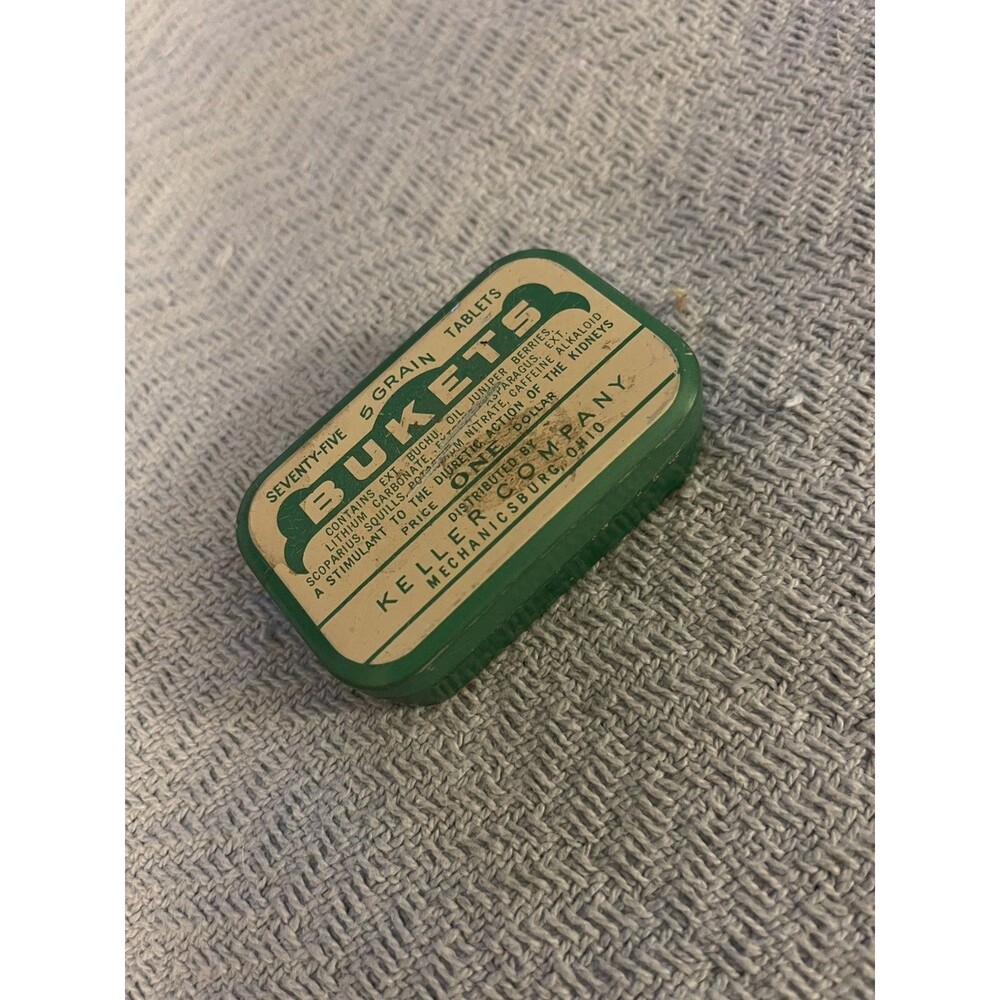 SEVENTY-FIVE 5 GRAIN TABLETS
BUKETS
CONTAINS EXT. BUCHU, OIL JUNIPER BERRIES,
LITHIUM CARBONATE, ASPARAGUS, EXT.
SCOPARIUS, SQUILLS, NITRATE, CAFFEINE ALKALOID
A STIMULANT TO THE DIURETIC ACTION OF THE KIDNEYS
PRICE ONE DOLLAR
DISTRIBUTED BY
KELLER COMPANY
MECHANICSBURG, OHIO